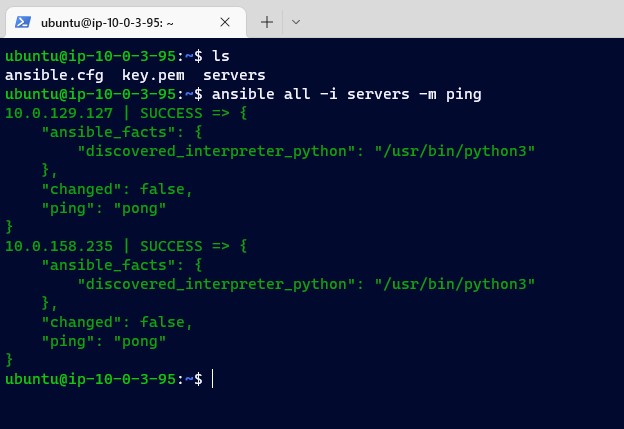 ubuntu@ip-10-0-3-95: ~
ubuntu@ip-10-0-3-95:~$ ls
ansible.cfg  key.pem  servers
ubuntu@ip-10-0-3-95:~$ ansible all -i servers -m ping
10.0.129.127 | SUCCESS => {
    "ansible_facts": {
        "discovered_interpreter_python": "/usr/bin/python3"
    },
    "changed": false,
    "ping": "pong"
}
10.0.158.235 | SUCCESS => {
    "ansible_facts": {
        "discovered_interpreter_python": "/usr/bin/python3"
    },
    "changed": false,
    "ping": "pong"
}
ubuntu@ip-10-0-3-95:~$